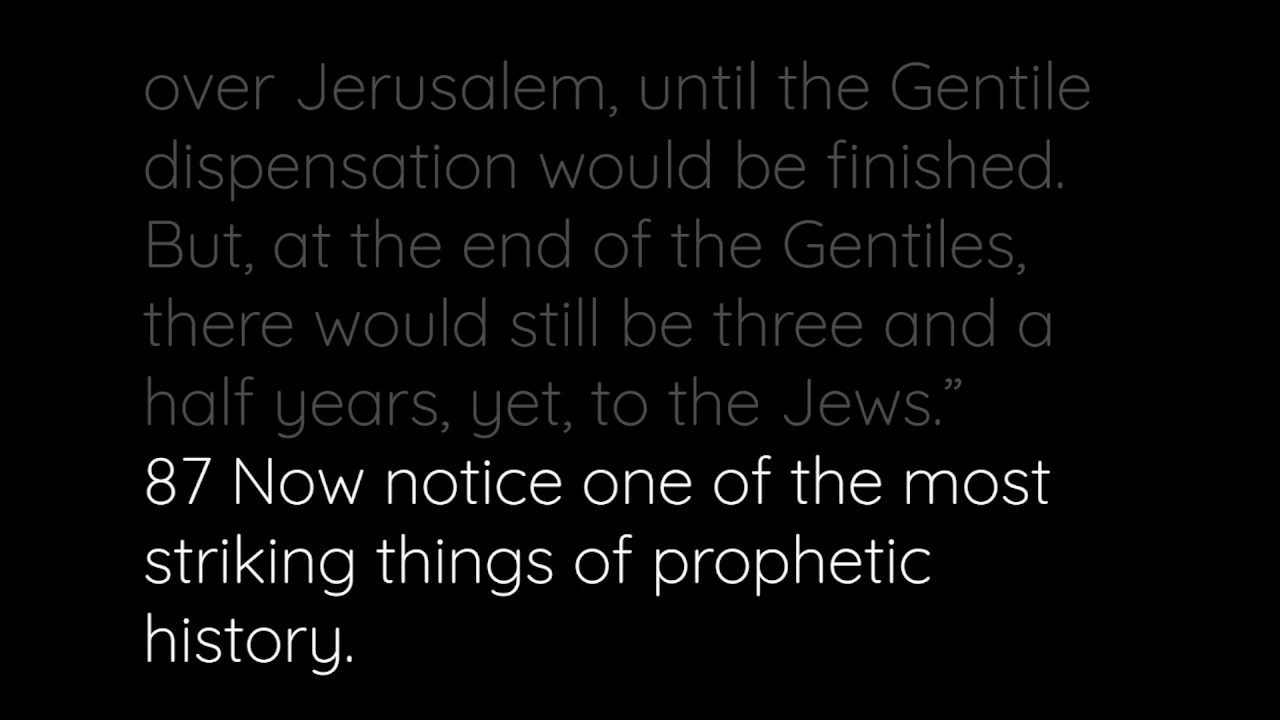 over Jerusalem, until the Gentile
dispensation would be finished.
But, at the end of the Gentiles,
there would still be three and a
half years, yet, to the Jews.”
87 Now notice one of the most
striking things of prophetic
history.